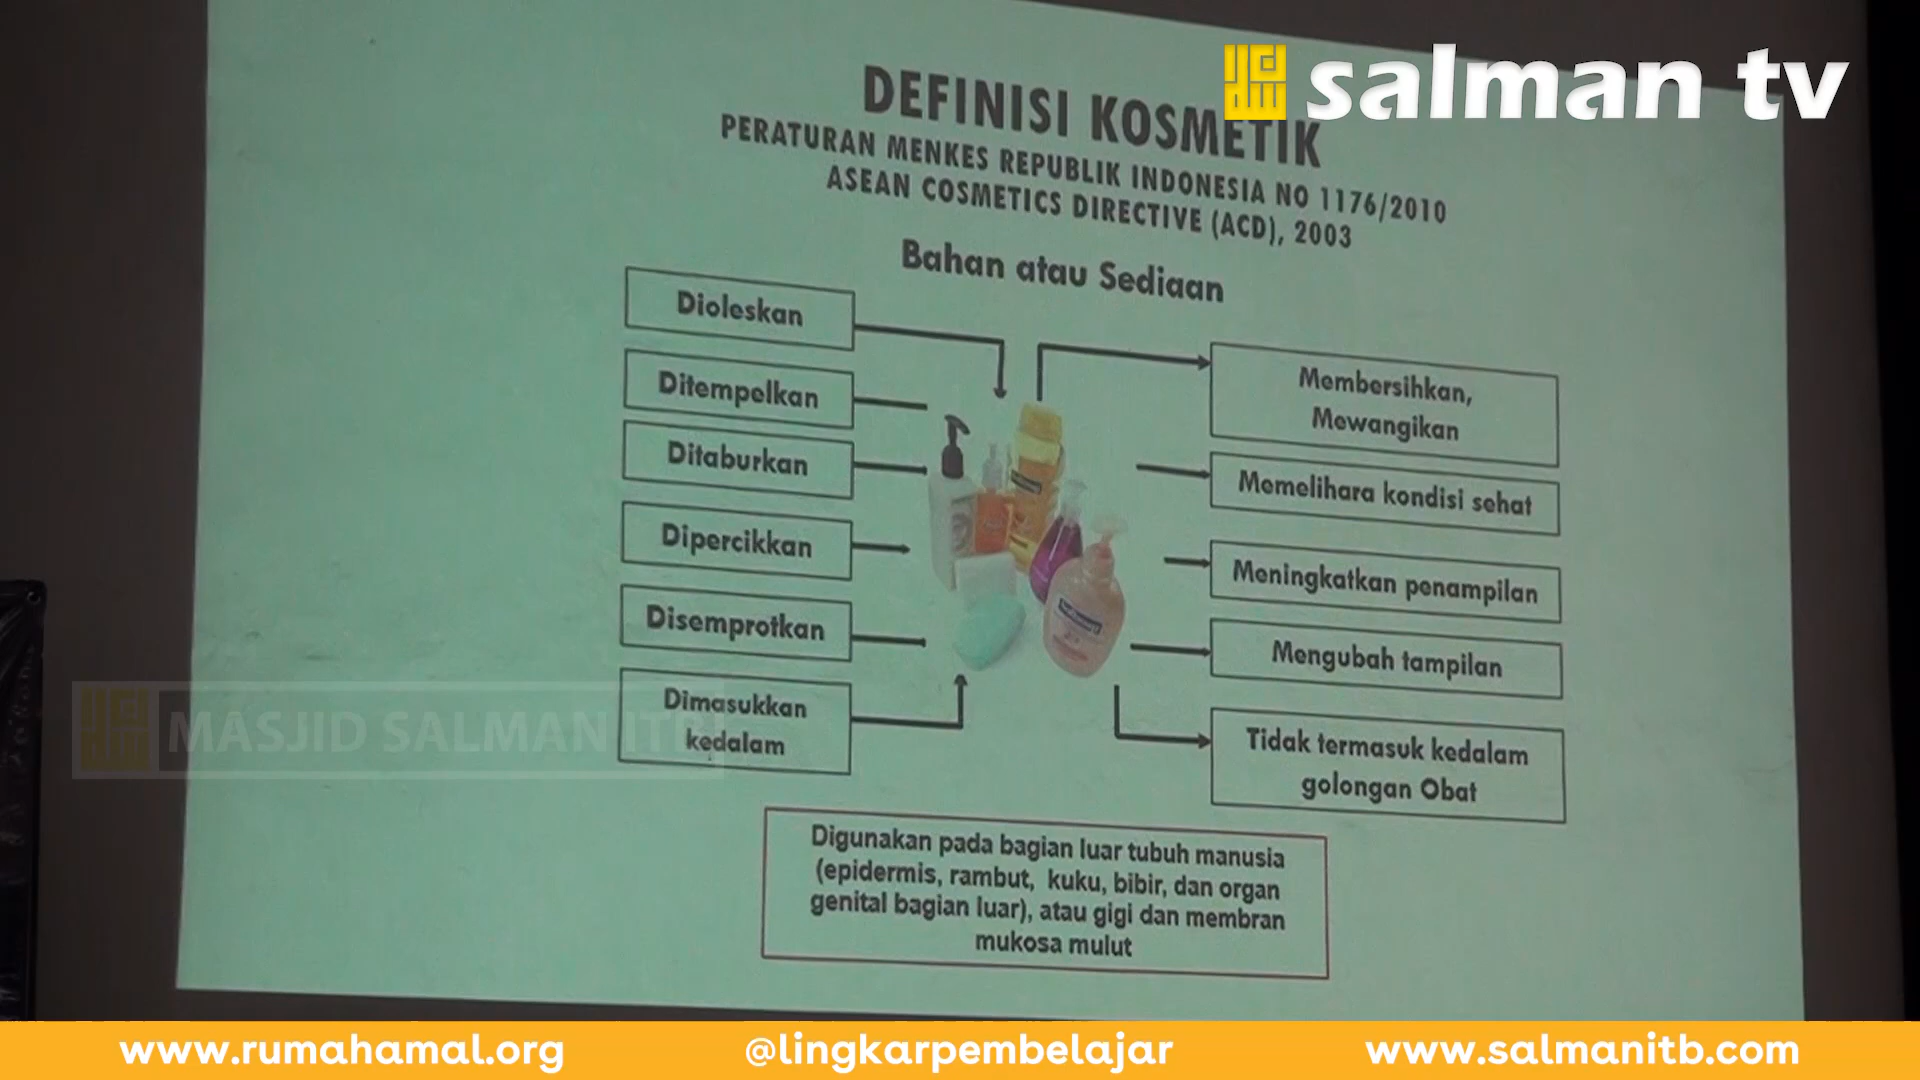 salman tv
DEFINISI KOSMETIK
PERATURAN MENKES REPUBLIK INDONESIA NO 1176/2010
ASEAN COSMETICS DIRECTIVE (ACD), 2003
Bahan atau Sediaan
Dioleskan
Ditempelkan
Ditaburkan
Dipercikkan
Disemprotkan
Dimasukkan
kedalam
Membersihkan,
Mewangikan
Memelihara kondisi sehat
Meningkatkan penampilan
Mengubah tampilan
Tidak termasuk kedalam
golongan Obat
Digunakan pada bagian luar tubuh manusia
(epidermis, rambut, kuku, bibir, dan organ
genital bagian luar), atau gigi dan membran
mukosa mulut
MASJID SALMAN ITB
www.rumahamal.org
@lingkarpembelajar
www.salmanitb.com